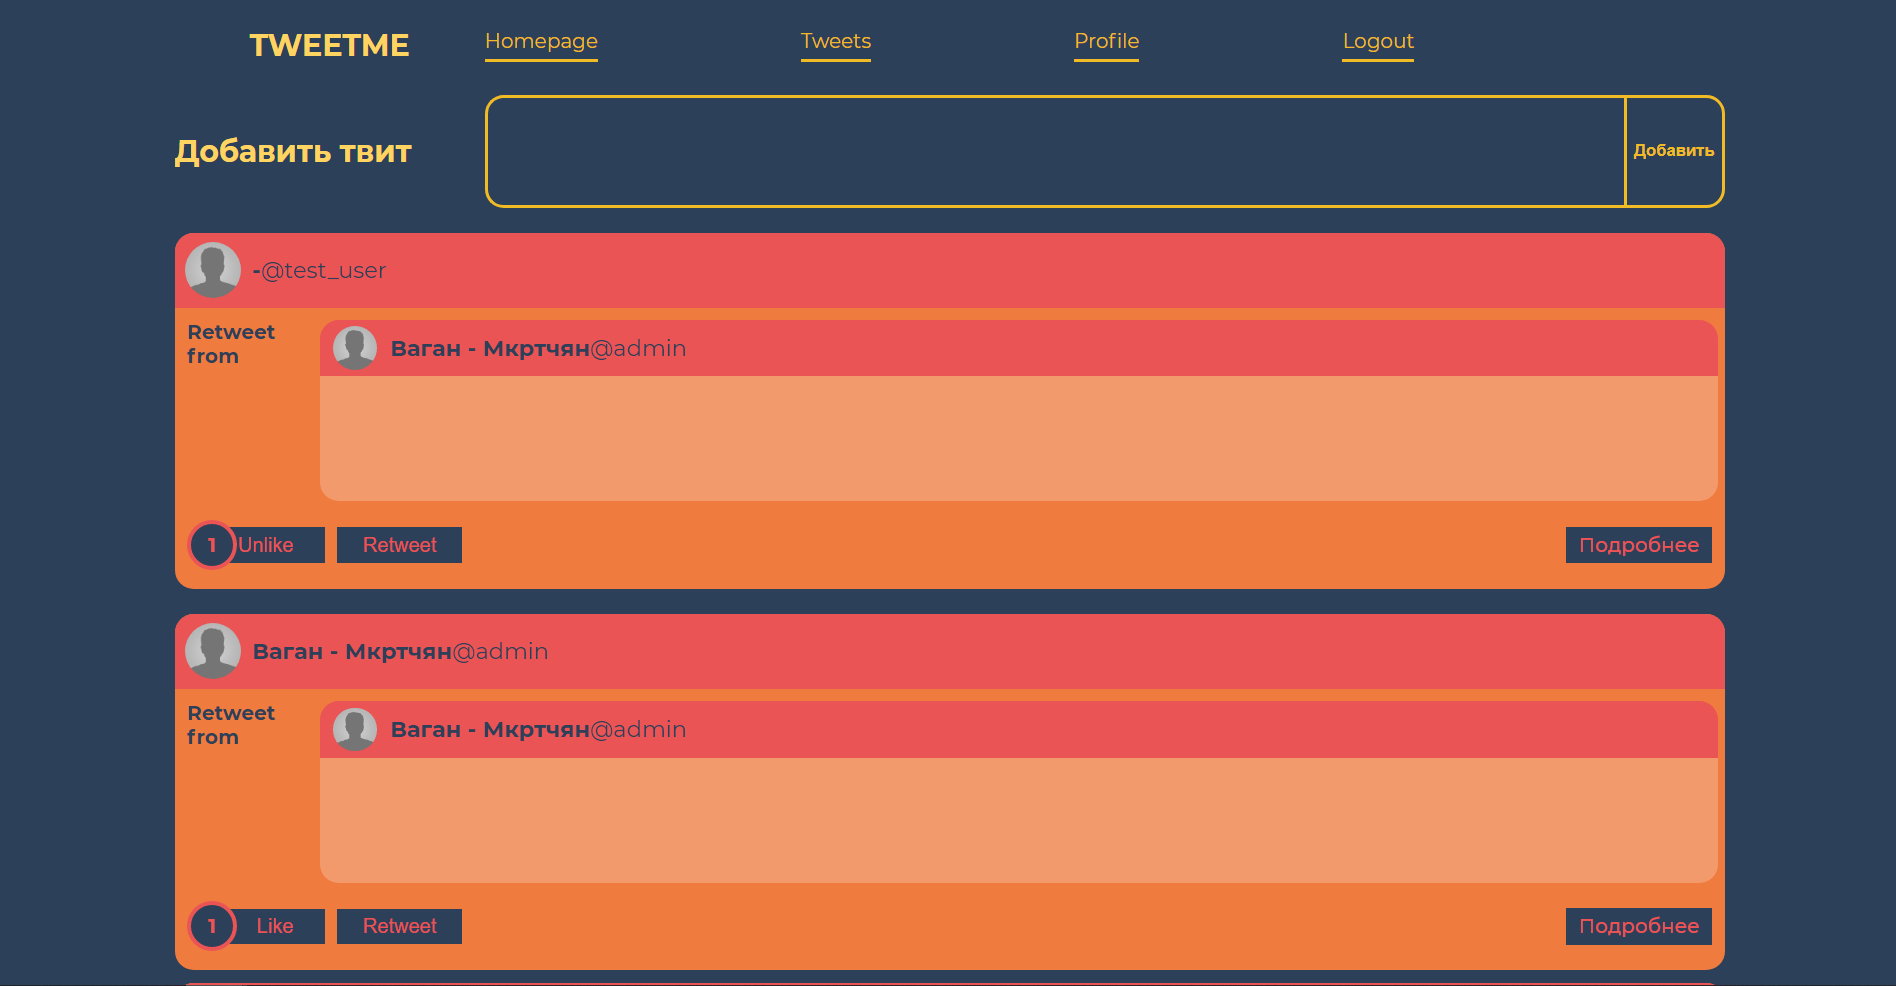 TWEETME
Homepage
Tweets
Profile
Logout
Добавить твит
Добавить
-@test_user
Retweet
from
Ваган - Мкртчян@admin
1
Unlike
Retweet
Подробнее
Ваган - Мкртчян@admin
Retweet
from
Ваган - Мкртчян@admin
1
Like
Retweet
Подробнее